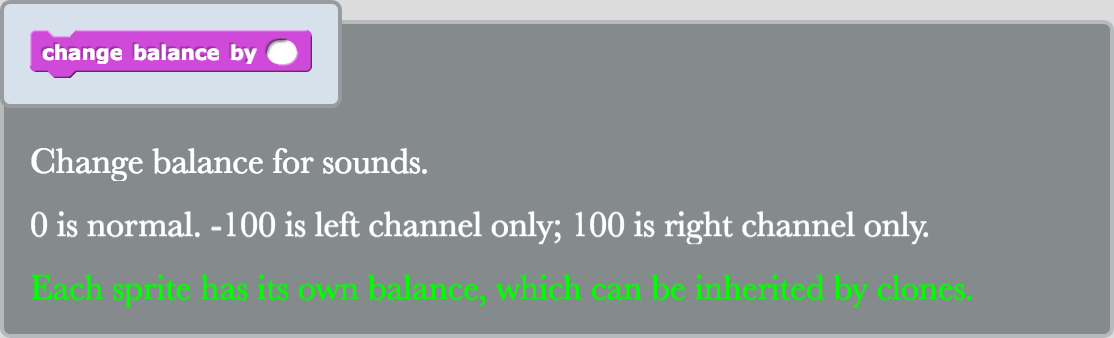 change balance by
Change balance for sounds.
0 is normal. -100 is left channel only; 100 is right channel only.
Each sprite has its own balance, which can be inherited by clones.